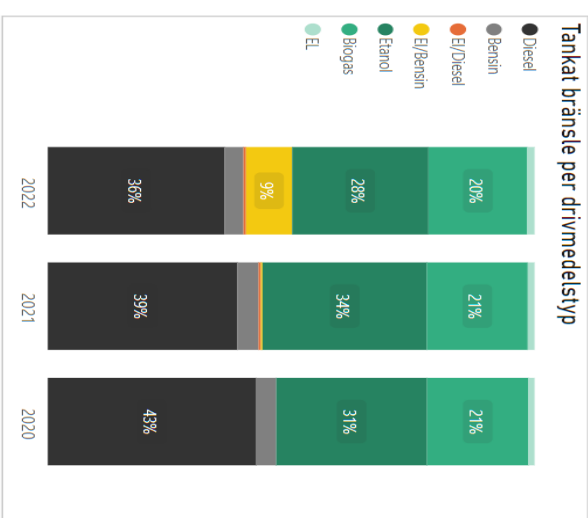 Tankat bränsle per drivmedelstyp
Diesel
Bensin
El/Diesel
El/Bensin
Etanol
Biogas
EL
20%
28%
9%
36%
2022
21%
34%
39%
2021
21%
31%
43%
2020